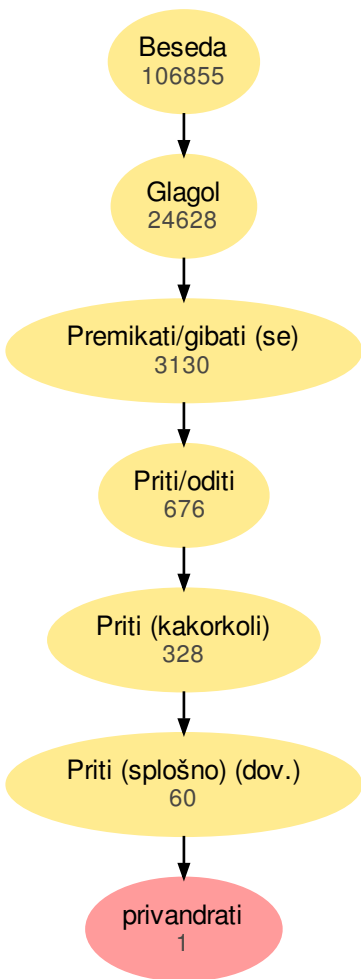 Beseda
106855
Glagol
24628
Premikati/gibati (se)
3130
Priti/oditi
676
Priti (kakorkoli)
328
Priti (splošno) (dov.)
60
privandrati
1